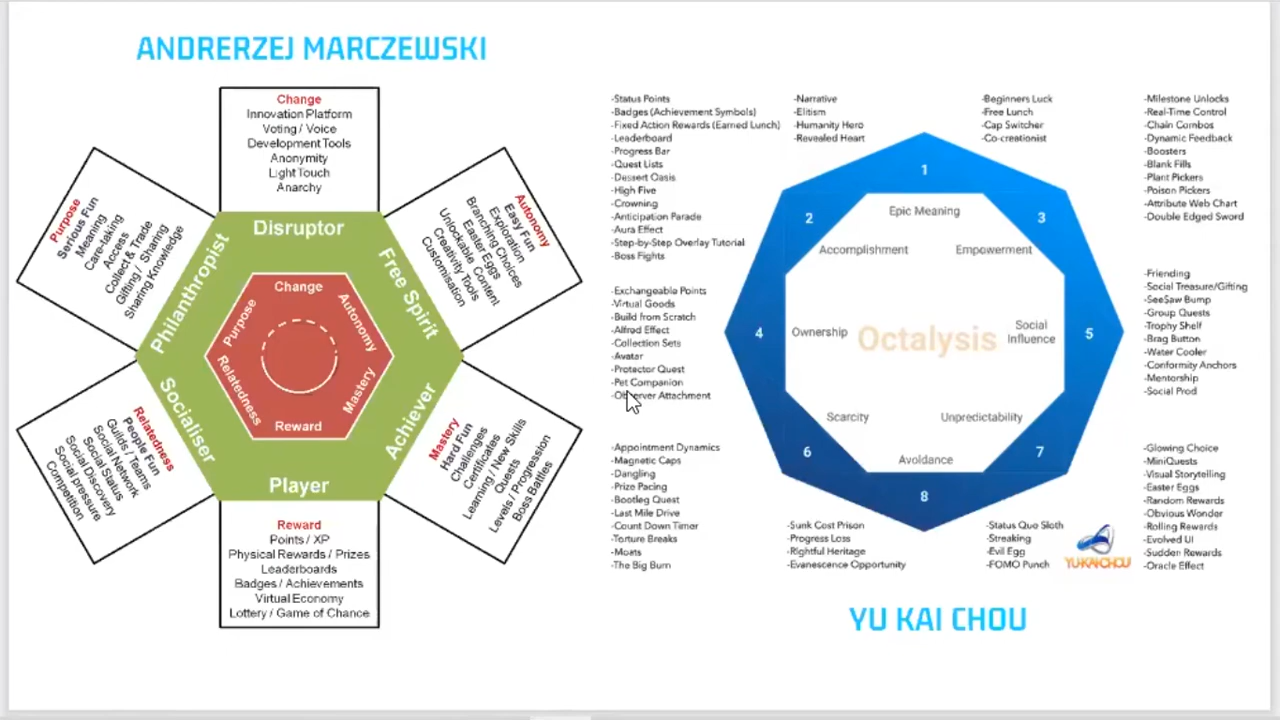 ANDRERZEJ MARCZEWSKI
Change
Innovation Platform
Voting / Voice
Development Tools
Anonymity
Light Touch
Anarchy
Purpose
Serious Fun
Meaning
Care-taking
Access
Collect & Trade
Gifting / Sharing
Sharing Knowledge
Autonomy
Easy Fun
Exploration
Branching Choices
Easter Eggs
Unlockable Content
Creativity Tools
Customisation
Disruptor
Philanthropist
Free Spirit
Socialiser
Achiever
Player
Change
Purpose
Autonomy
Relatedness
Mastery
Reward
Relatedness
People Fun
Guilds / Teams
Social Network
Social Status
Social Discovery
Social pressure
Competition
Mastery
Hard Fun
Challenges
Certificates
Learning / New Skills
Quests
Levels / Progression
Boss Battles
Reward
Points / XP
Physical Rewards / Prizes
Leaderboards
Badges / Achievements
Virtual Economy
Lottery / Game of Chance
-Status Points
-Badges (Achievement Symbols)
-Fixed Action Rewards (Earned Lunch)
-Leaderboard
-Progress Bar
-Quest Lists
-Dessert Oasis
-High Five
-Crowning
-Anticipation Parade
-Aura Effect
-Step-by-Step Overlay Tutorial
-Boss Fights
-Narrative
-Elitism
-Humanity Hero
-Revealed Heart
-Beginners Luck
-Free Lunch
-Cap Switcher
-Co-creationist
-Milestone Unlocks
-Real-Time Control
-Chain Combos
-Dynamic Feedback
-Boosters
-Blank Fills
-Plant Pickers
-Poison Pickers
-Attribute Web Chart
-Double Edged Sword
-Exchangeable Points
-Virtual Goods
-Build from Scratch
-Alfred Effect
-Collection Sets
-Avatar
-Protector Quest
-Pet Companion
-Observer Attachment
1
2
3
4
5
6
7
8
Epic Meaning
Accomplishment
Empowerment
Ownership
Octalysis
Social
Influence
Scarcity
Unpredictability
Avoidance
-Friending
-Social Treasure/Gifting
-SeeSaw Bump
-Group Quests
-Trophy Shelf
-Brag Button
-Water Cooler
-Conformity Anchors
-Mentorship
-Social Prod
-Appointment Dynamics
-Magnetic Caps
-Dangling
-Prize Pacing
-Bootleg Quest
-Last Mile Drive
-Count Down Timer
-Torture Breaks
-Moats
-The Big Burn
-Sunk Cost Prison
-Progress Loss
-Rightful Heritage
-Evanescence Opportunity
-Status Quo Sloth
-Streaking
-Evil Egg
-FOMO Punch
YU-KAI CHOU
-Glowing Choice
-MiniQuests
-Visual Storytelling
-Easter Eggs
-Random Rewards
-Obvious Wonder
-Rolling Rewards
-Evolved UI
-Sudden Rewards
-Oracle Effect
YU KAI CHOU